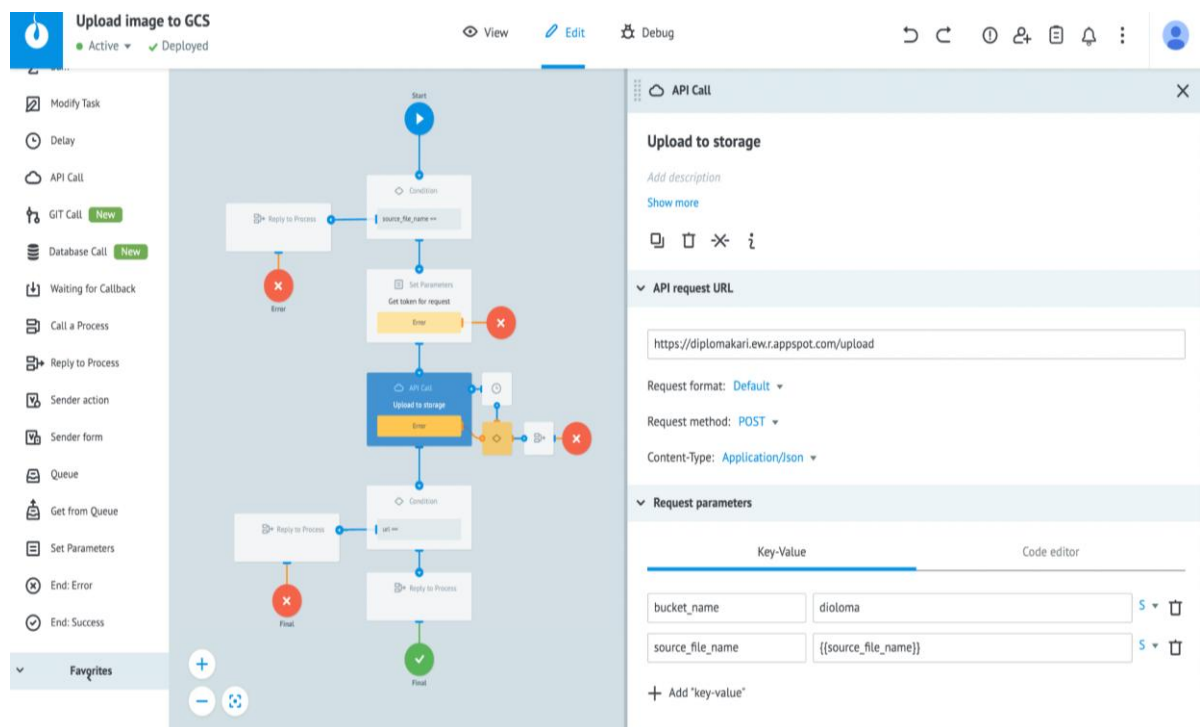 Upload image to GCS
Active
Deployed
View
Edit
Debug
Modify Task
Delay
API Call
GIT Call New
Database Call New
Waiting for Callback
Call a Process
Reply to Process
Sender action
Sender form
Queue
Get from Queue
Set Parameters
End: Error
End: Success
Favorites
Start
Condition
source_file_name ==
Reply to Process
Error
Set Parameters
Get token for request
Error
API Call
Upload to storage
Error
Condition
url ==
Reply to Process
Final
Reply to Process
Final
API Call
Upload to storage
Add description
Show more
API request URL
https://diplomakari.ew.r.appspot.com/upload
Request format: Default
Request method: POST
Content-Type: Application/Json
Request parameters
Key-Value
Code editor
bucket_name dioloma S
source_file_name {{source_file_name}} S
Add "key-value"